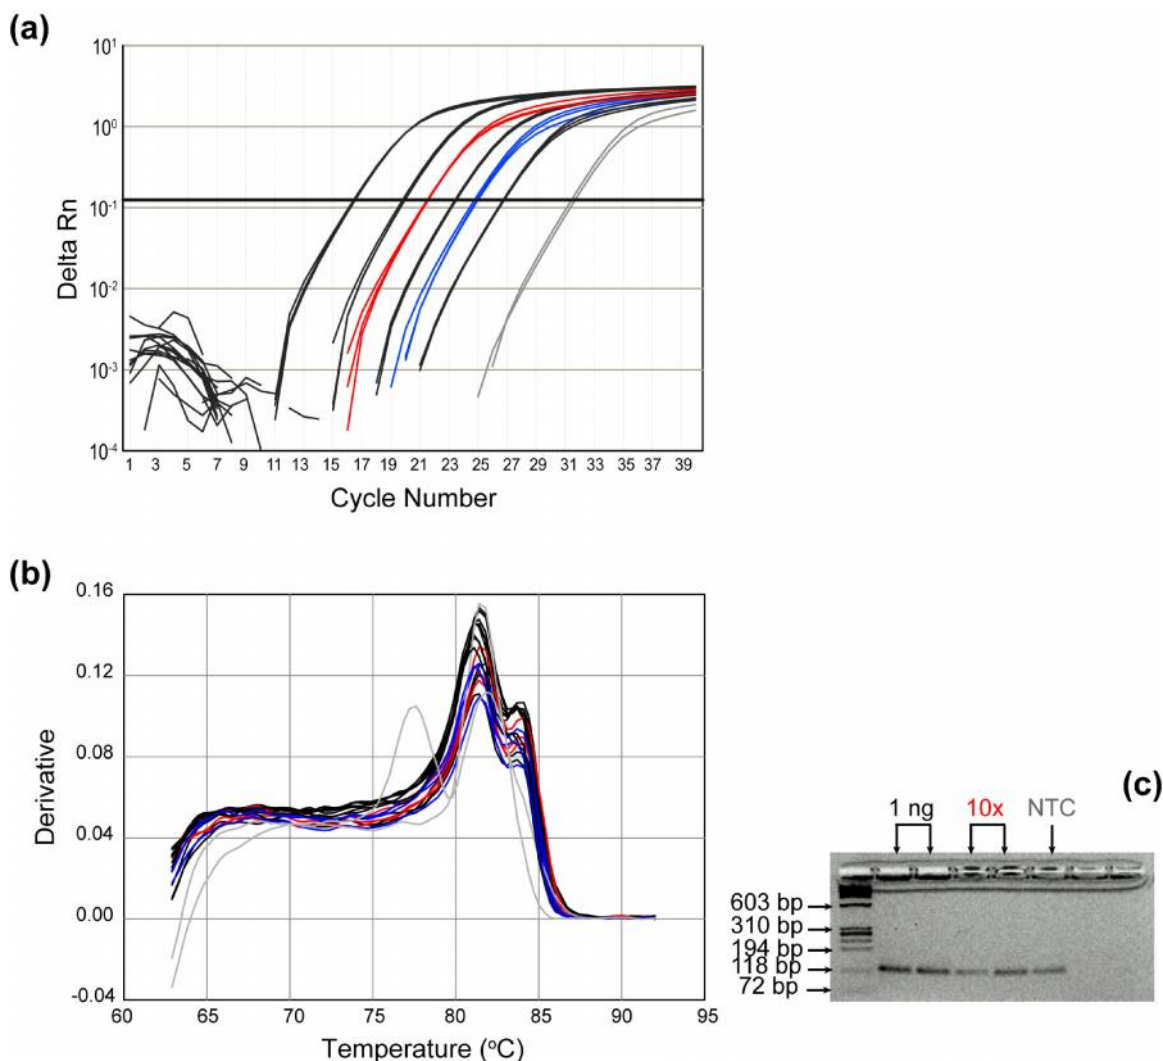 (a)
10¹
10⁰
10⁻¹
10⁻²
10⁻³
10⁻⁴
Delta Rn
1 3 5 7 9 11 13 15 17 19 21 23 25 27 29 31 33 35 37 39
Cycle Number
(b)
0.16
0.12
0.08
0.04
0.00
-0.04
Derivative
60 65 70 75 80 85 90 95
Temperature (°C)
(c)
1 ng 10x NTC
603 bp
310 bp
194 bp
118 bp
72 bp